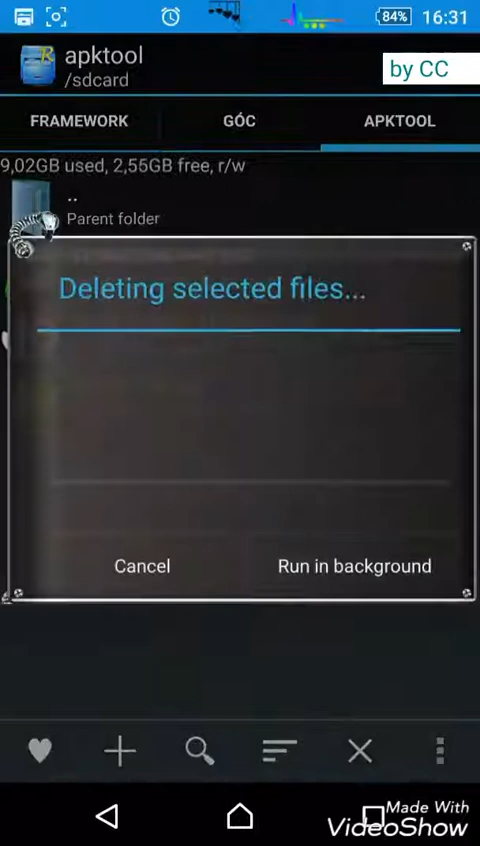 84% 16:31
apktool
/sdcard
by CC
FRAMEWORK GÓC APKTOOL
9,02GB used, 2,55GB free, r/w
..
Parent folder
Deleting selected files...
Cancel Run in background
Made With
VideoShow